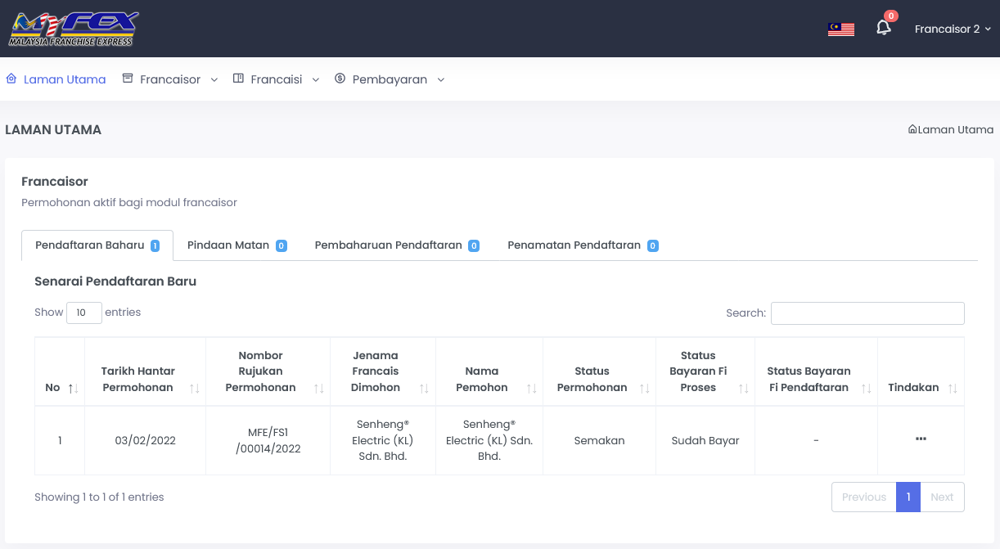 MyFEX
MALAYSIA FRANCHISE EXPRESS
0
Francaisor 2
Laman Utama
Francaisor
Francaisi
Pembayaran
LAMAN UTAMA
Laman Utama
Francaisor
Permohonan aktif bagi modul francaisor
Pendaftaran Baharu 1
Pindaan Matan 0
Pembaharuan Pendaftaran 0
Penamatan Pendaftaran 0
Senarai Pendaftaran Baru
Show 10 entries
Search:
No
Tarikh Hantar
Permohonan
Nombor
Rujukan
Permohonan
Jenama
Francais
Dimohon
Nama
Pemohon
Status
Permohonan
Status
Bayaran Fi
Proses
Status Bayaran
Fi Pendaftaran
Tindakan
1
03/02/2022
MFE/FS1
/00014/2022
Senheng®
Electric (KL)
Sdn. Bhd.
Senheng®
Electric (KL) Sdn.
Bhd.
Semakan
Sudah Bayar
-
Showing 1 to 1 of 1 entries
Previous
1
Next